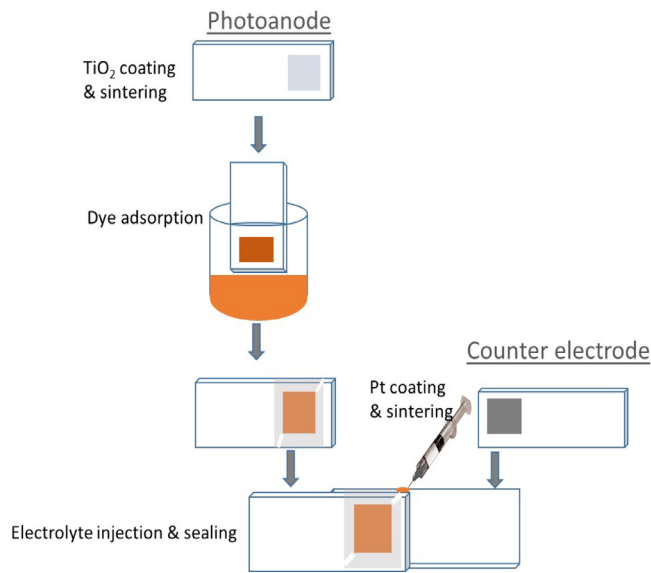 Photoanode
TiO₂ coating
& sintering
Dye adsorption
Counter electrode
Pt coating
& sintering
Electrolyte injection & sealing